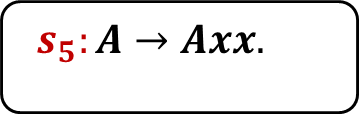 s₅: A → Axx.